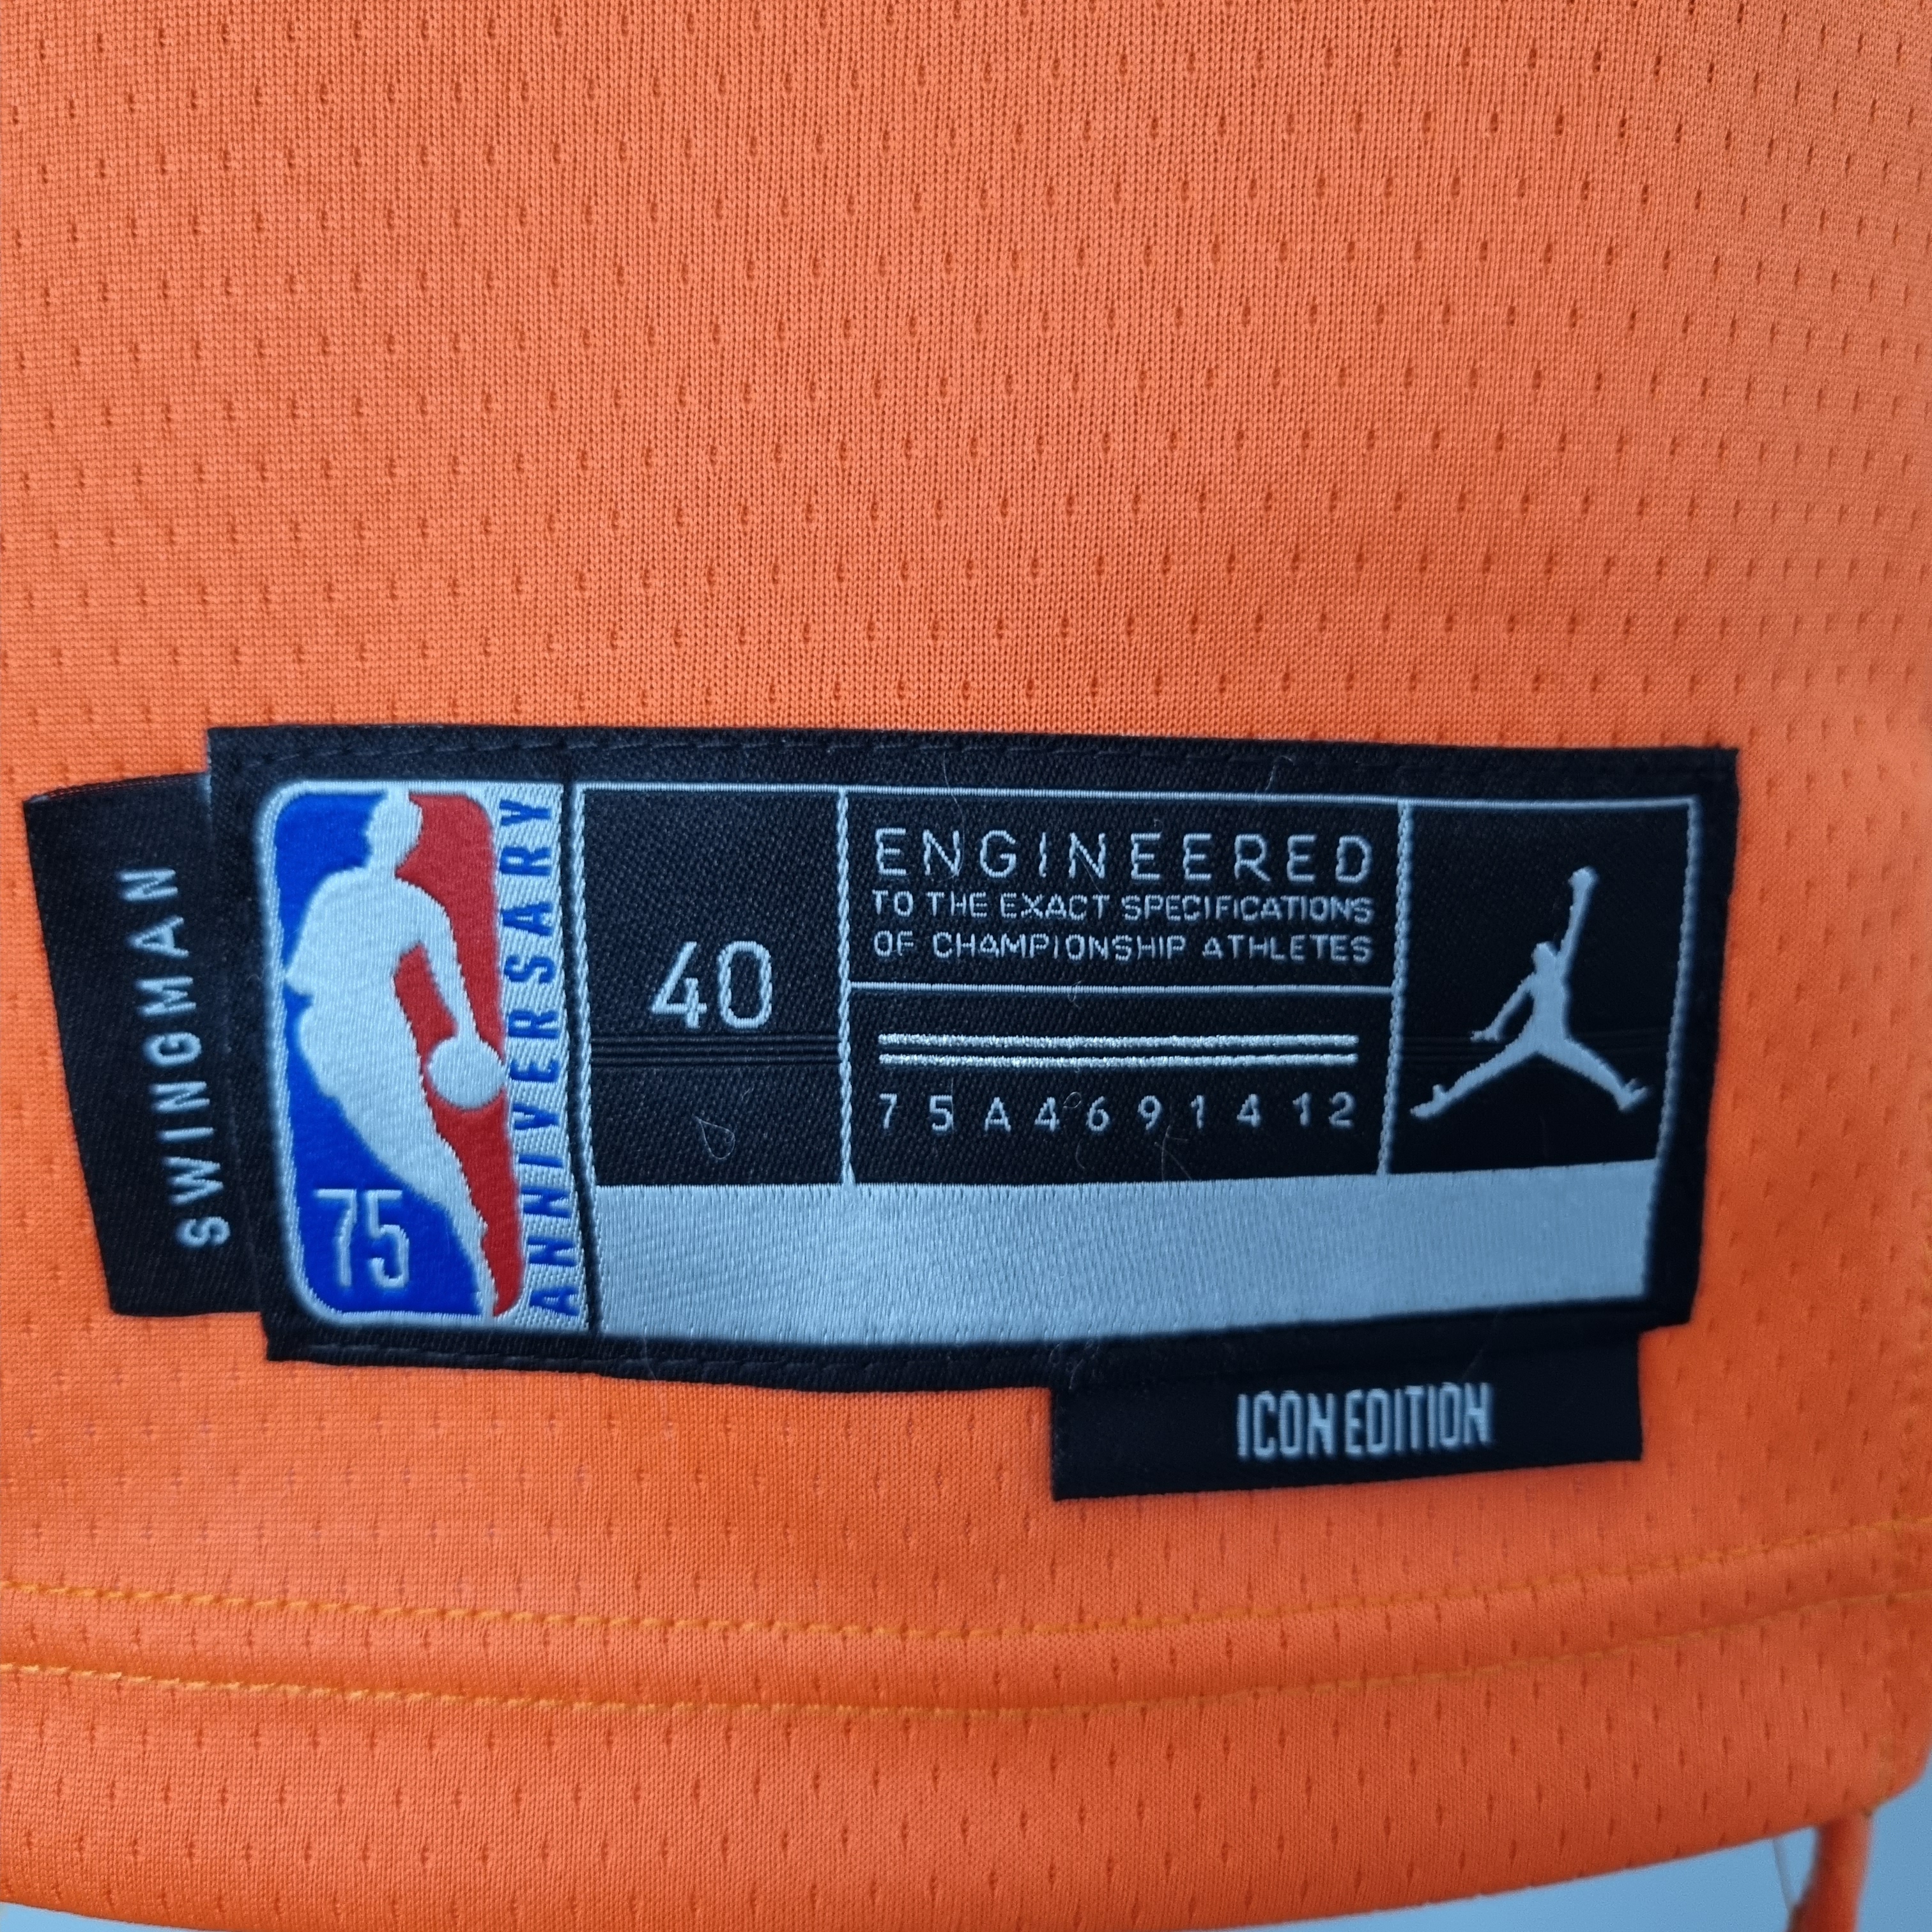 SWINGMAN
75
ANNIVERSARY
40
ENGINEERED
TO THE EXACT SPECIFICATIONS
OF CHAMPIONSHIP ATHLETES
75A4691412
ICON EDITION